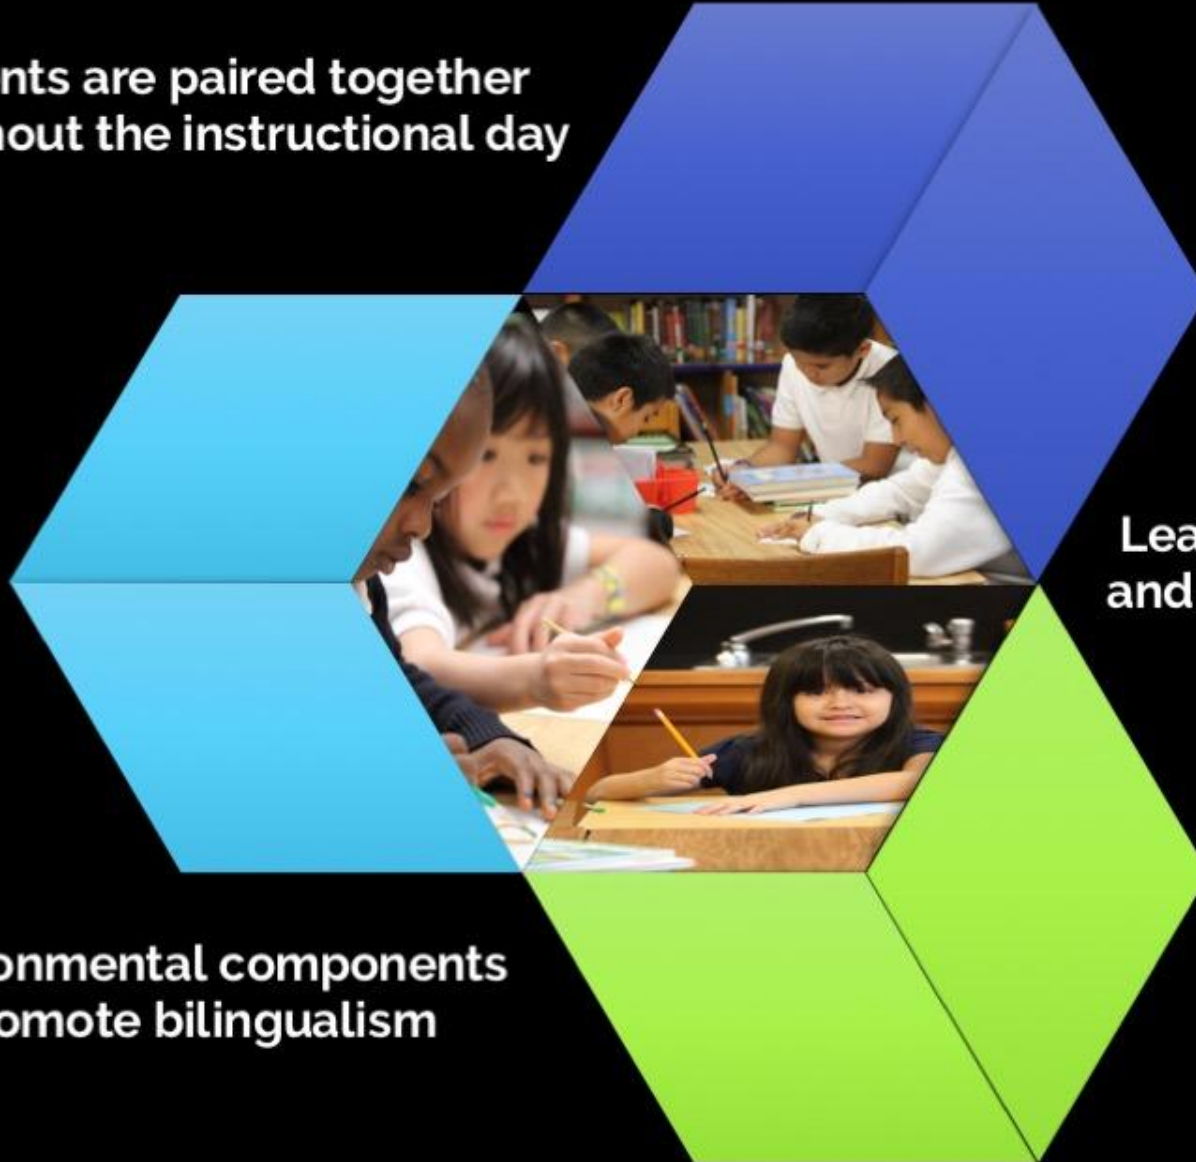 nts are paired together
hout the instructional day
Lea
and
onmental components
omote bilingualism